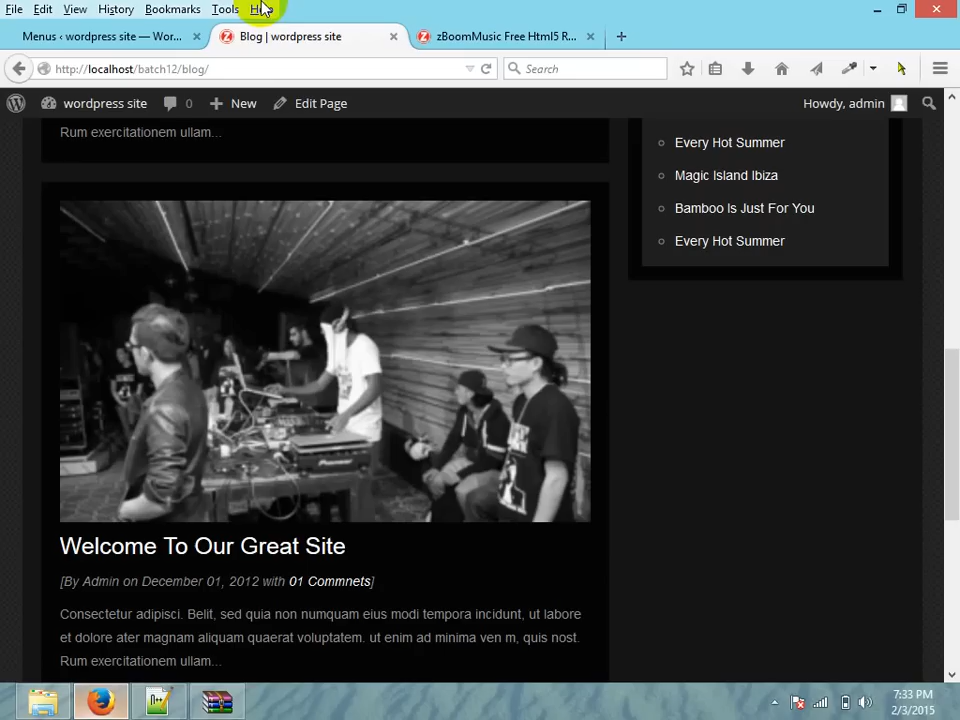 File Edit View History Bookmarks Tools Help
Menus ‹ wordpress site — Wor... Blog | wordpress site zBoomMusic Free Html5 R...
http://localhost/batch12/blog/ Search
wordpress site 0 New Edit Page Howdy, admin
Rum exercitationem ullam...
Every Hot Summer
Magic Island Ibiza
Bamboo Is Just For You
Every Hot Summer
Welcome To Our Great Site
[By Admin on December 01, 2012 with 01 Commnets]
Consectetur adipisci. Belit, sed quia non numquam eius modi tempora incidunt, ut labore
et dolore ater magnam aliquam quaerat voluptatem. ut enim ad minima ven m, quis nost.
Rum exercitationem ullam...
7:33 PM
2/3/2015